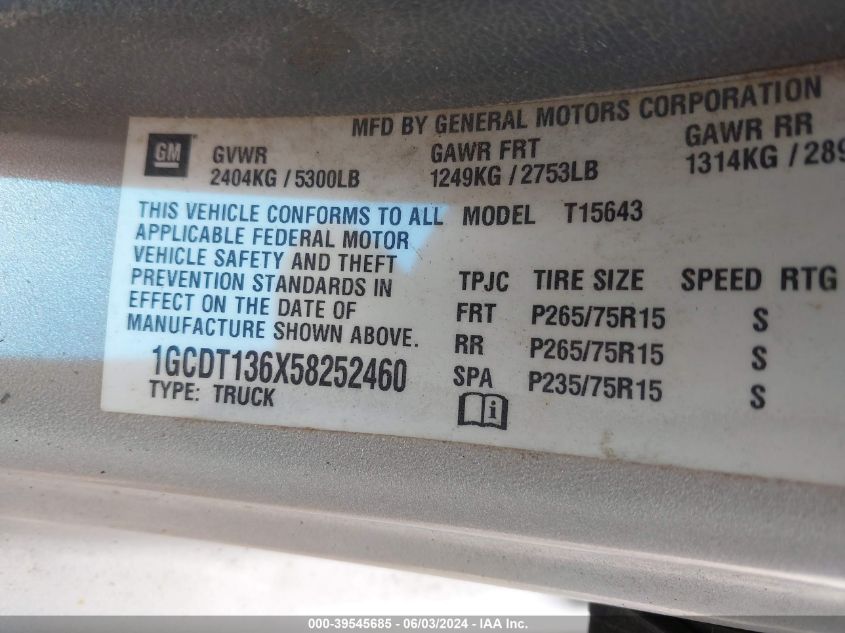 MFD BY GENERAL MOTORS CORPORATION
GM
GVWR GAWR FRT GAWR RR
2404KG / 5300LB 1249KG / 2753LB 1314KG / 289
THIS VEHICLE CONFORMS TO ALL MODEL T15643
APPLICABLE FEDERAL MOTOR
VEHICLE SAFETY AND THEFT
PREVENTION STANDARDS IN
EFFECT ON THE DATE OF
MANUFACTURE SHOWN ABOVE.
1GCDT136X58252460
TYPE: TRUCK
TPJC TIRE SIZE SPEED RTG
FRT P265/75R15 S
RR P265/75R15 S
SPA P235/75R15 S
000-39545685 / 06/03/2024 - IAA Inc.